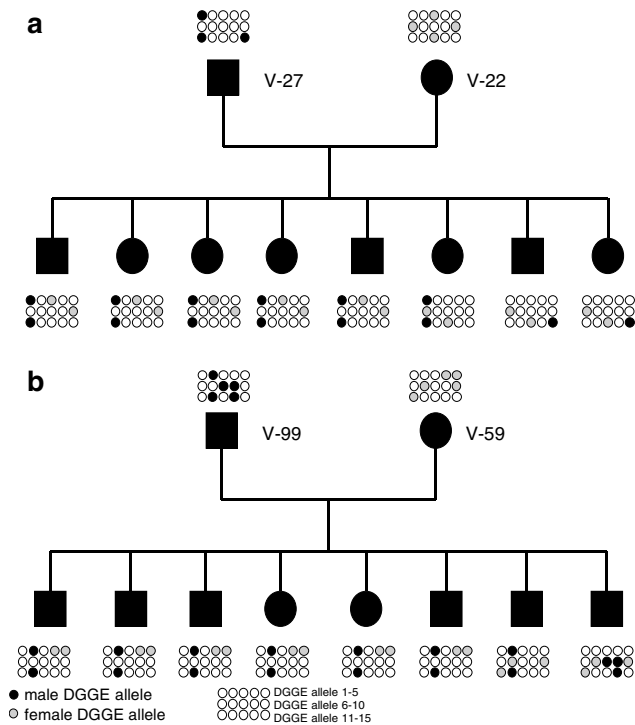 a
V-27
V-22
b
V-99
V-59
male DGGE allele
female DGGE allele
DGGE allele 1-5
DGGE allele 6-10
DGGE allele 11-15